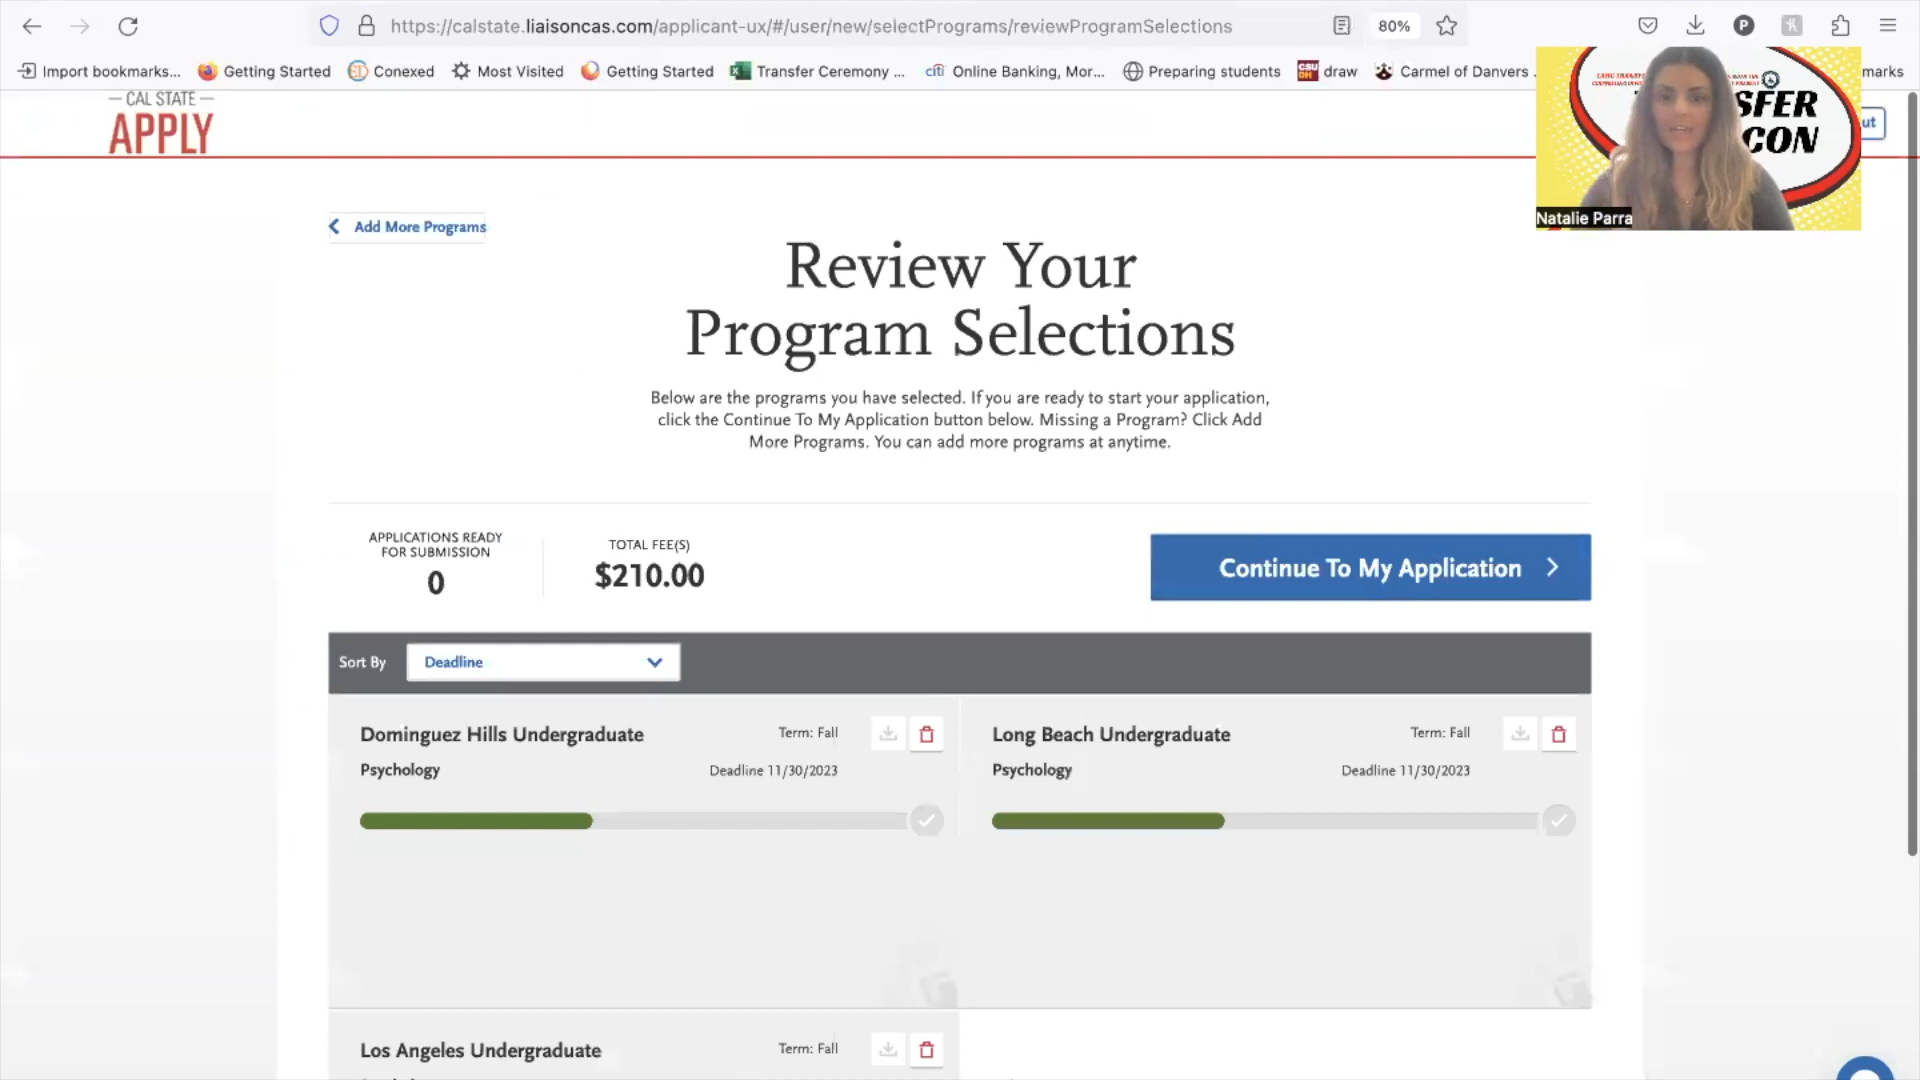 https://calstate.liaisoncas.com/applicant-ux/#/user/new/selectPrograms/reviewProgramSelections
80%
P
Import bookmarks...
Getting Started
Conexed
Most Visited
Getting Started
Transfer Ceremony ...
citi
Online Banking, Mor...
Preparing students
CSU
DH
draw
Carmel of Danvers
marks
CAL STATE
APPLY
SFER
CON
ut
Natalie Parra
Add More Programs
Review Your
Program Selections
Below are the programs you have selected. If you are ready to start your application,
click the Continue To My Application button below. Missing a Program? Click Add
More Programs. You can add more programs at anytime.
APPLICATIONS READY
FOR SUBMISSION
0
TOTAL FEE(S)
$210.00
Continue To My Application
Sort By
Deadline
Dominguez Hills Undergraduate
Term: Fall
Psychology
Deadline 11/30/2023
Long Beach Undergraduate
Term: Fall
Psychology
Deadline 11/30/2023
Los Angeles Undergraduate
Term: Fall